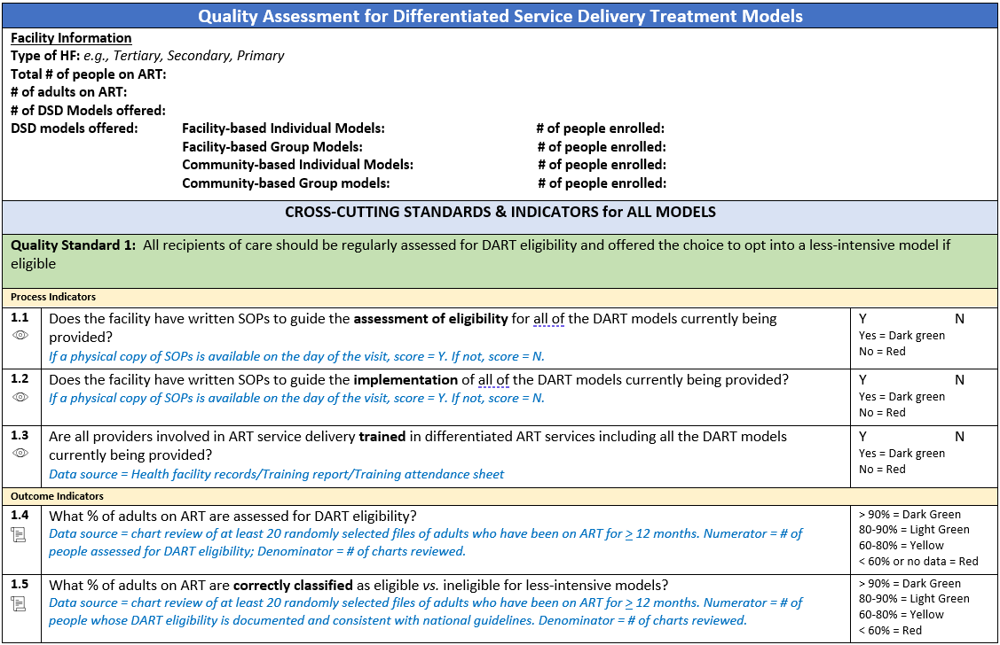 Quality Assessment for Differentiated Service Delivery Treatment Models
Facility Information
Type of HF: e.g., Tertiary, Secondary, Primary
Total # of people on ART:
# of adults on ART:
# of DSD Models offered:
DSD models offered: Facility-based Individual Models: # of people enrolled:
Facility-based Group Models: # of people enrolled:
Community-based Individual Models: # of people enrolled:
Community-based Group models: # of people enrolled:
CROSS-CUTTING STANDARDS & INDICATORS for ALL MODELS
Quality Standard 1: All recipients of care should be regularly assessed for DART eligibility and offered the choice to opt into a less-intensive model if
eligible
Process Indicators
1.1 Does the facility have written SOPs to guide the assessment of eligibility for all of the DART models currently being
provided?
If a physical copy of SOPs is available on the day of the visit, score = Y. If not, score = N.
Y N
Yes = Dark green
No = Red
1.2 Does the facility have written SOPs to guide the implementation of all of the DART models currently being provided?
If a physical copy of SOPs is available on the day of the visit, score = Y. If not, score = N.
Y N
Yes = Dark green
No = Red
1.3 Are all providers involved in ART service delivery trained in differentiated ART services including all the DART models
currently being provided?
Data source = Health facility records/Training report/Training attendance sheet
Y N
Yes = Dark green
No = Red
Outcome Indicators
1.4 What % of adults on ART are assessed for DART eligibility?
Data source = chart review of at least 20 randomly selected files of adults who have been on ART for > 12 months. Numerator = # of
people assessed for DART eligibility; Denominator = # of charts reviewed.
> 90% = Dark Green
80-90% = Light Green
60-80% = Yellow
< 60% or no data = Red
1.5 What % of adults on ART are correctly classified as eligible vs. ineligible for less-intensive models?
Data source = chart review of at least 20 randomly selected files of adults who have been on ART for > 12 months. Numerator = # of
people whose DART eligibility is documented and consistent with national guidelines. Denominator = # of charts reviewed.
> 90% = Dark Green
80-90% = Light Green
60-80% = Yellow
< 60% = Red